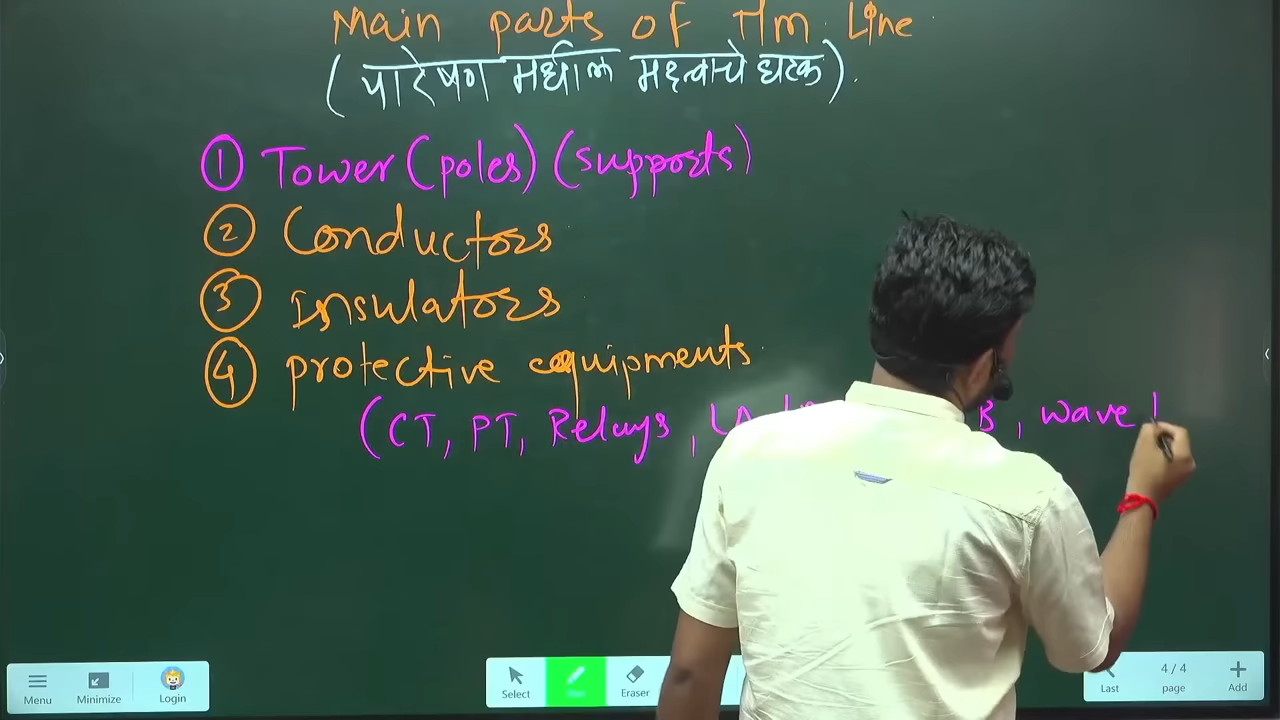 Main parts of T/m Line
(पारेषण मधील महत्वाचे घटक).
① Tower (poles) (supports)
② Conductors
③ insulators
④ protective equipments
(CT, PT, Relays, LA, B, wave
Menu Minimize Login Select Eraser Last 4 / 4 page Add